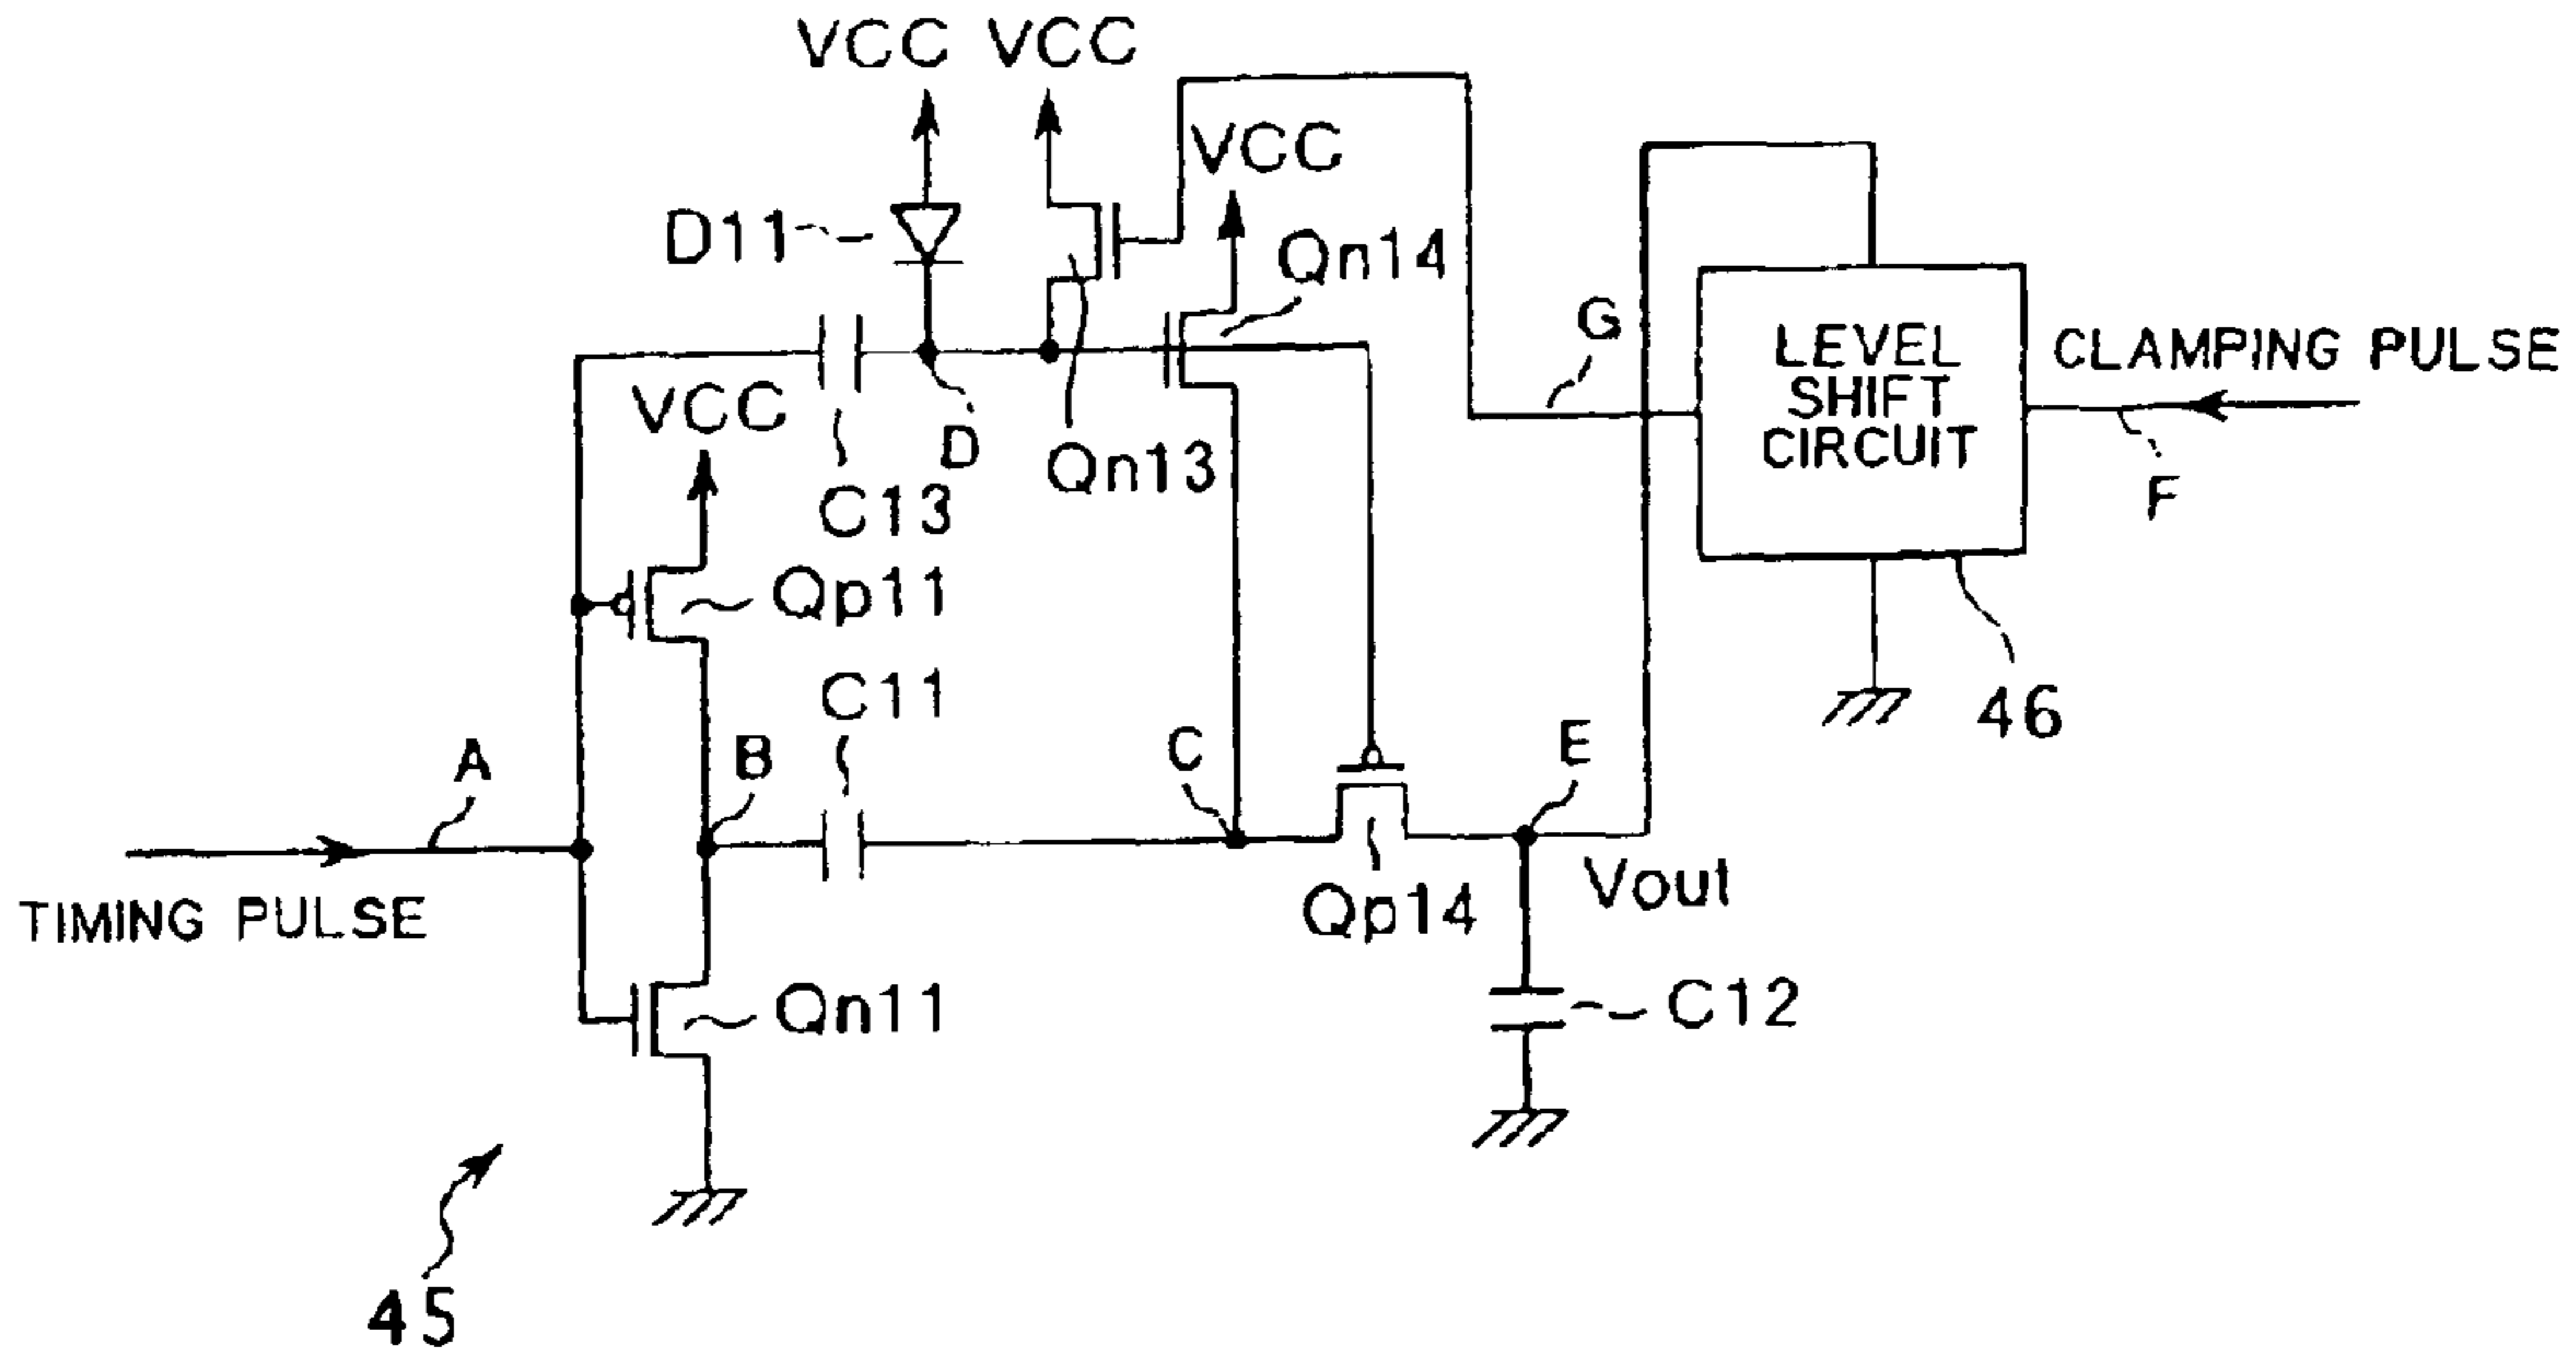 VCC VCC
VCC
D11
Qn14
G
LEVEL
SHIFT
CIRCUIT
CLAMPING PULSE
F
VCC
D
Qn13
C13
Qp11
46
C11
A
B
C
E
TIMING PULSE
Vout
Qp14
Qn11
C12
45